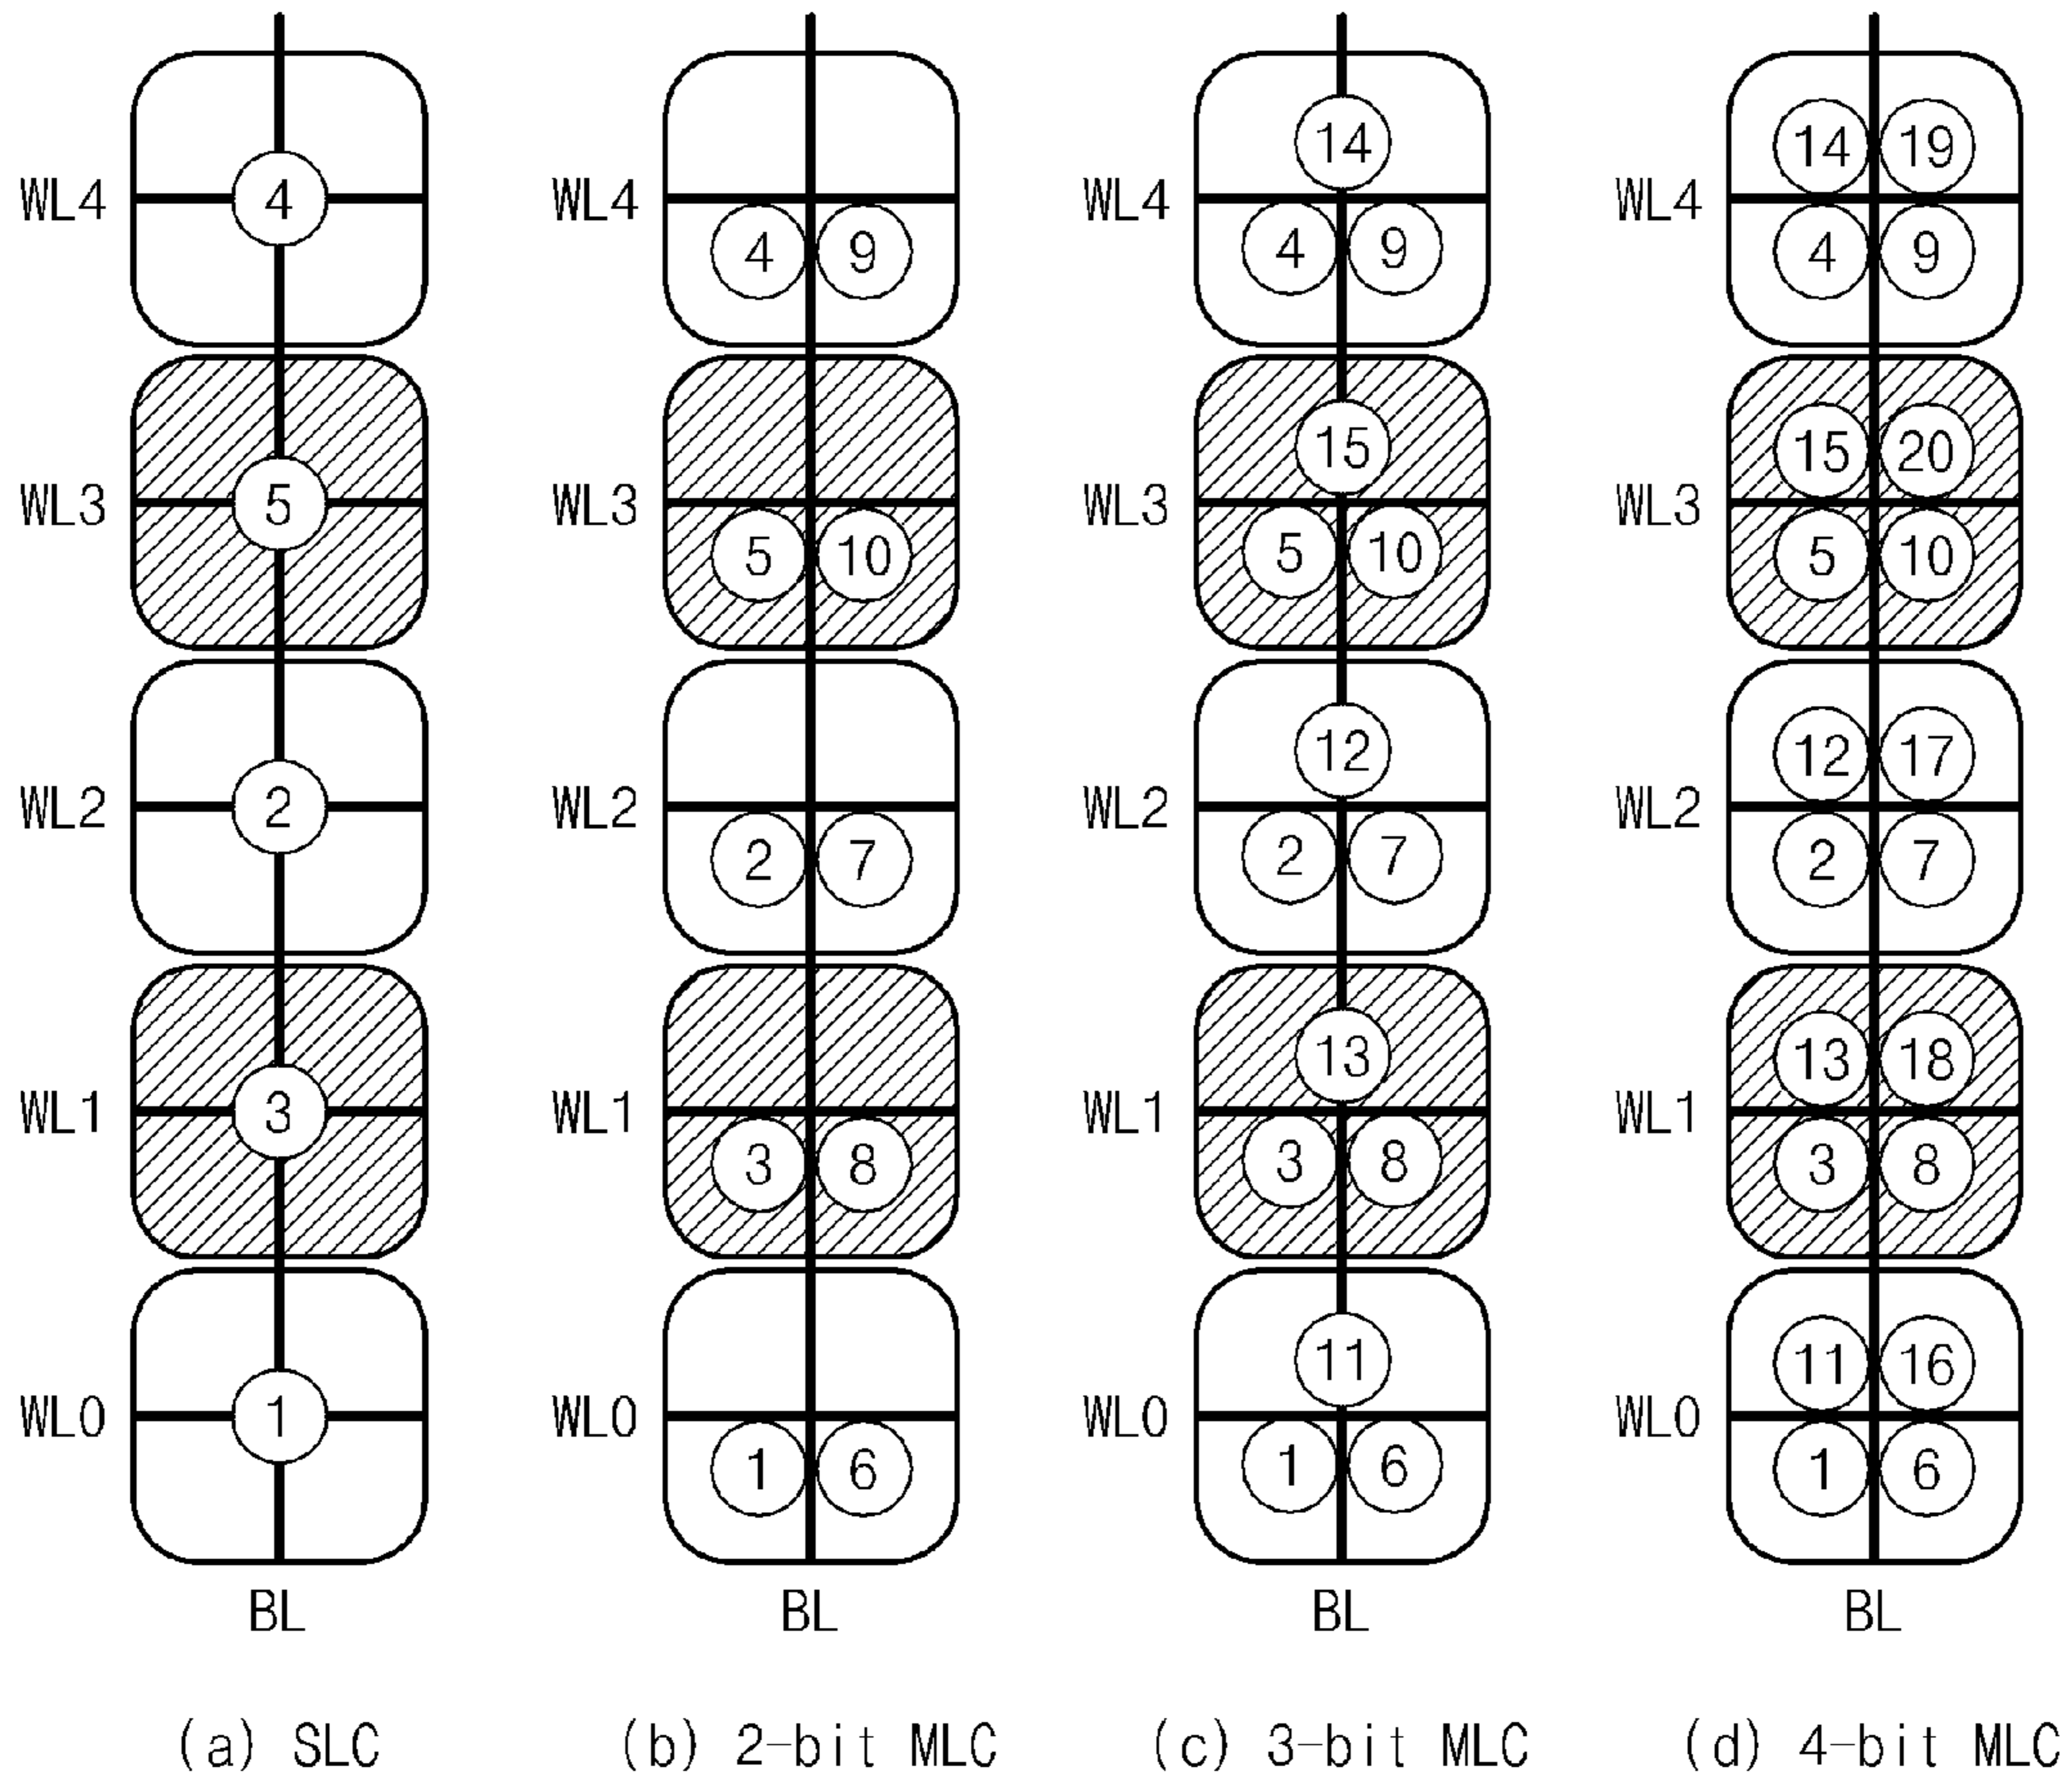 14 14 19
WL4 4 WL4 4 9 WL4 4 9 WL4 4 9
15 15 20
WL3 5 WL3 5 10 WL3 5 10 WL3 5 10
12 12 17
WL2 2 WL2 2 7 WL2 2 7 WL2 2 7
13 13 18
WL1 3 WL1 3 8 WL1 3 8 WL1 3 8
11 11 16
WL0 1 WL0 1 6 WL0 1 6 WL0 1 6
BL BL BL BL
(a) SLC (b) 2-bit MLC (c) 3-bit MLC (d) 4-bit MLC